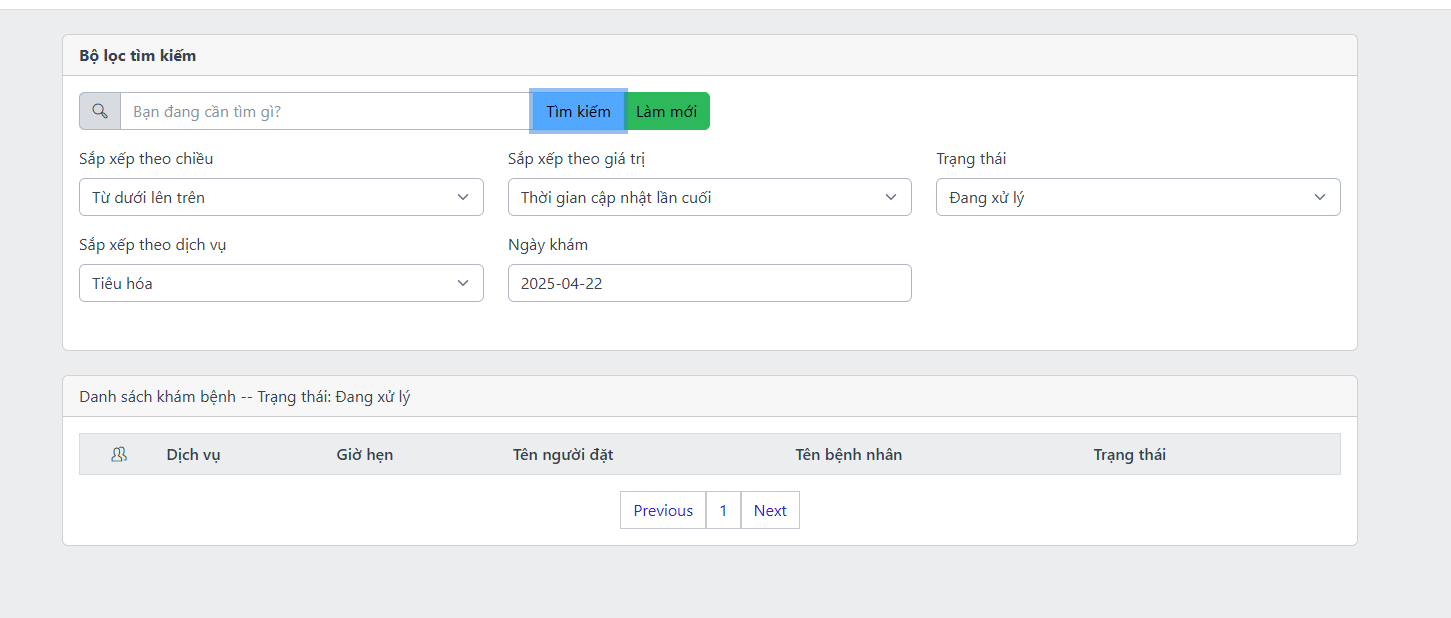 Bộ lọc tìm kiếm
Bạn đang cần tìm gì? Tìm kiếm Làm mới
Sắp xếp theo chiều Sắp xếp theo giá trị Trạng thái
Từ dưới lên trên Thời gian cập nhật lần cuối Đang xử lý
Sắp xếp theo dịch vụ Ngày khám
Tiêu hóa 2025-04-22
Danh sách khám bệnh -- Trạng thái: Đang xử lý
Dịch vụ Giờ hẹn Tên người đặt Tên bệnh nhân Trạng thái
Previous 1 Next